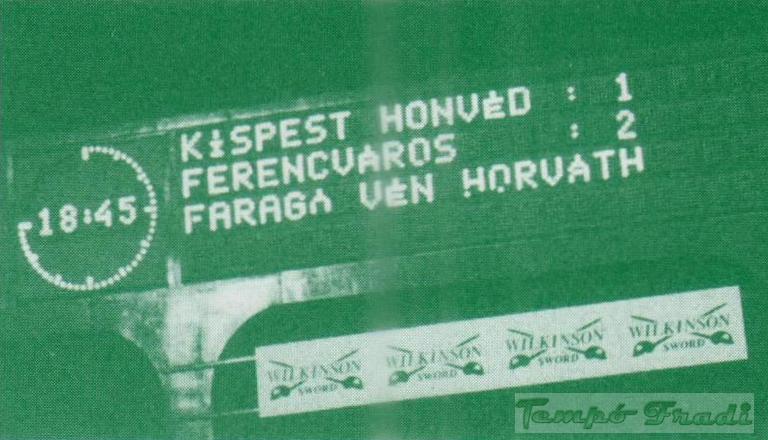 KISPEST HONVÉD : 1
FERENCVÁROS : 2
18:45
FARAGÓ VÉN HORVÁTH
WILKINSON SWORD WILKINSON SWORD WILKINSON SWORD WILKINSON SWORD
Tempó Fradi